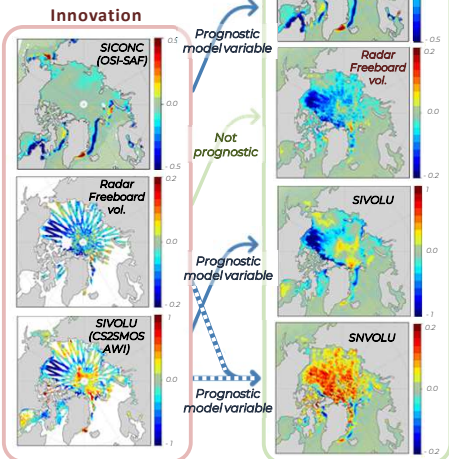 Innovation
SICONC
(OSI-SAF)
0.5
0.0
- 0.5
Radar
Freeboard
vol.
0.2
0.0
- 0.2
SIVOLU
(CS2SMOS
AWI)
1
0.0
- 1
Prognostic
model variable
Not
prognostic
Prognostic
model variable
Prognostic
model variable
- 0.5
Radar
Freeboard
vol.
0.2
0.0
- 0.2
SIVOLU
1
0.0
- 1
SNVOLU
0.2
0.0
- 0.2